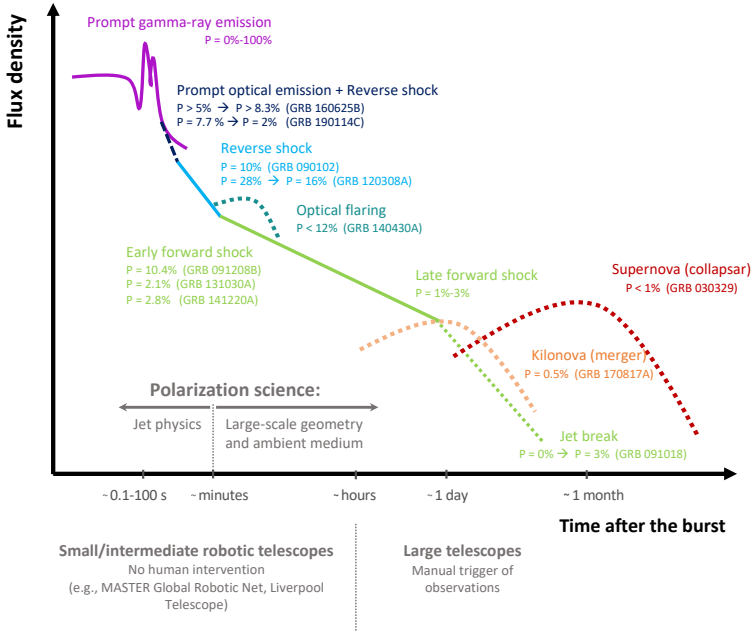 Flux density
Prompt gamma-ray emission
P = 0%-100%
Prompt optical emission + Reverse shock
P > 5% → P > 8.3% (GRB 160625B)
P = 7.7 % → P = 2% (GRB 190114C)
Reverse shock
P = 10% (GRB 090102)
P = 28% → P = 16% (GRB 120308A)
Optical flaring
P < 12% (GRB 140430A)
Early forward shock
P = 10.4% (GRB 091208B)
P = 2.1% (GRB 131030A)
P = 2.8% (GRB 141220A)
Late forward shock
P = 1%-3%
Supernova (collapsar)
P < 1% (GRB 030329)
Kilonova (merger)
P = 0.5% (GRB 170817A)
Jet break
P = 0% → P = 3% (GRB 091018)
Polarization science:
Jet physics
Large-scale geometry
and ambient medium
~0.1-100 s
~minutes
~hours
~1 day
~1 month
Time after the burst
Small/intermediate robotic telescopes
No human intervention
(e.g., MASTER Global Robotic Net, Liverpool
Telescope)
Large telescopes
Manual trigger of
observations